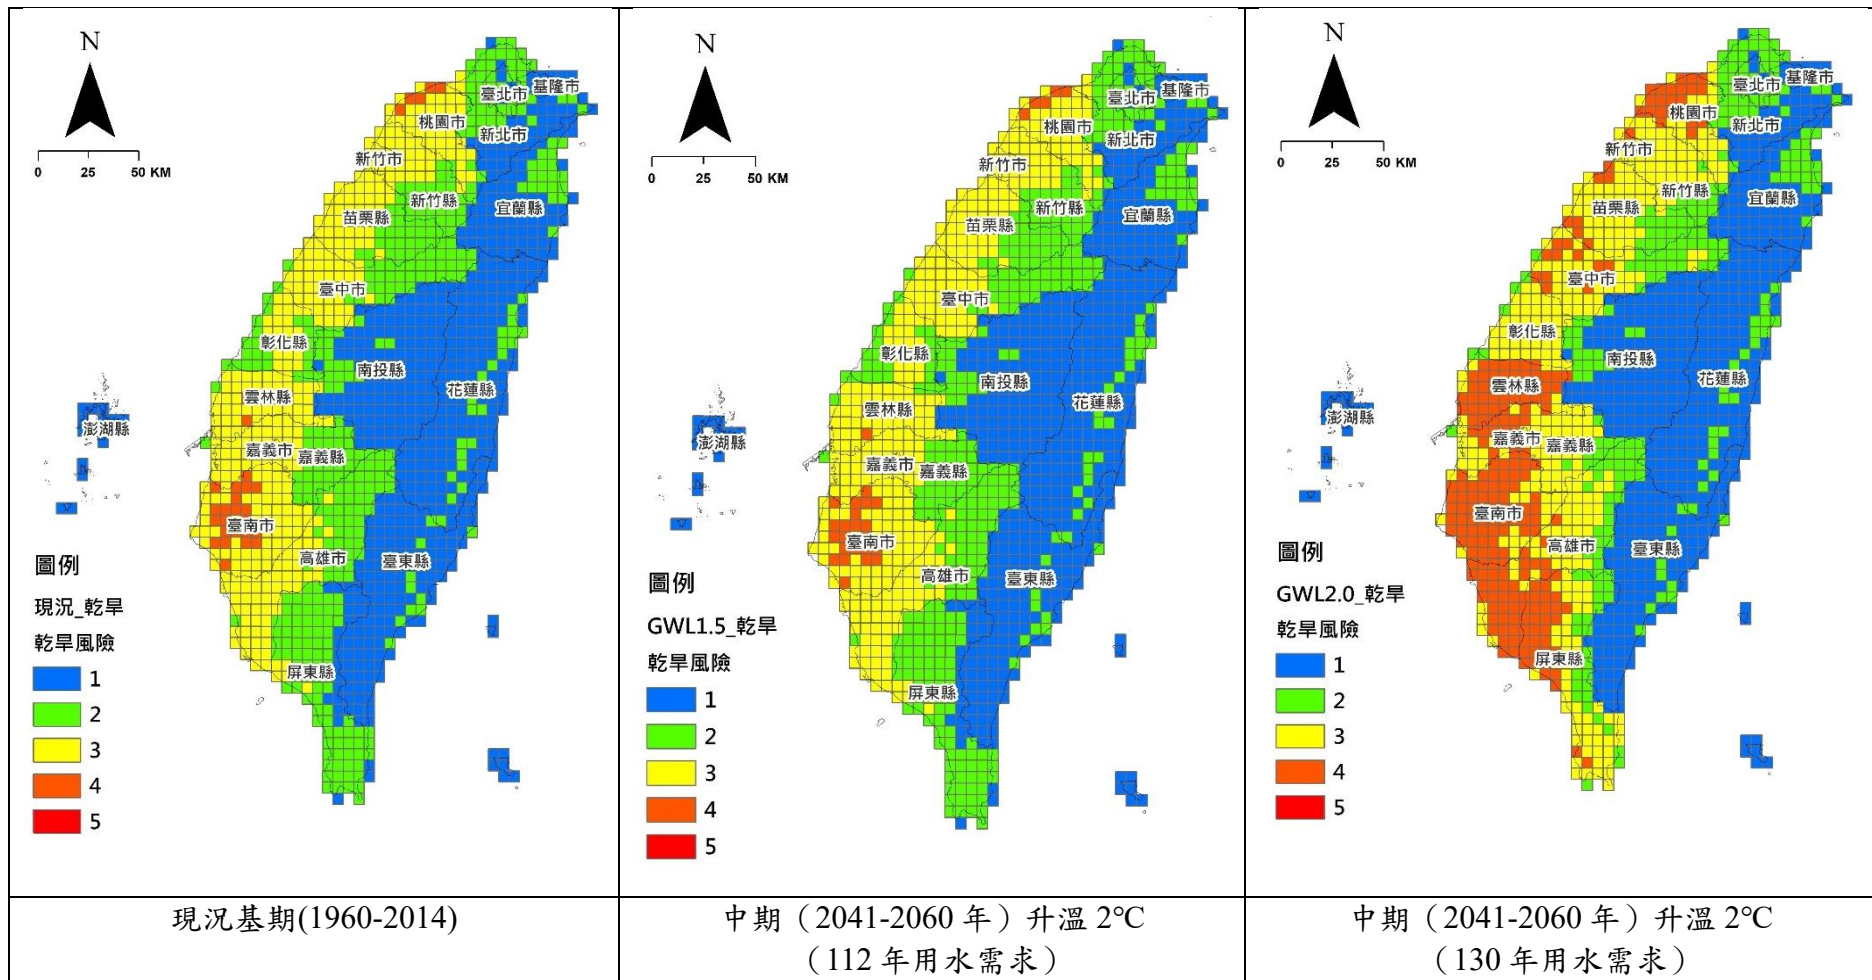 N
0 25 50 KM
臺北市
基隆市
桃園市
新北市
新竹市
新竹縣
宜蘭縣
苗栗縣
臺中市
彰化縣
南投縣
花蓮縣
雲林縣
澎湖縣
嘉義市
嘉義縣
臺南市
高雄市
臺東縣
屏東縣
圖例
現況_乾旱
乾旱風險
1
2
3
4
5
現況基期(1960-2014)
N
0 25 50 KM
臺北市
基隆市
桃園市
新北市
新竹市
新竹縣
宜蘭縣
苗栗縣
臺中市
彰化縣
南投縣
花蓮縣
雲林縣
澎湖縣
嘉義市
嘉義縣
臺南市
高雄市
臺東縣
屏東縣
圖例
GWL1.5_乾旱
乾旱風險
1
2
3
4
5
中期（2041-2060 年）升溫 2°C
（112 年用水需求）
N
0 25 50 KM
臺北市
基隆市
桃園市
新北市
新竹市
新竹縣
宜蘭縣
苗栗縣
臺中市
彰化縣
南投縣
花蓮縣
雲林縣
澎湖縣
嘉義市
嘉義縣
臺南市
高雄市
臺東縣
屏東縣
圖例
GWL2.0_乾旱
乾旱風險
1
2
3
4
5
中期（2041-2060 年）升溫 2°C
（130 年用水需求）